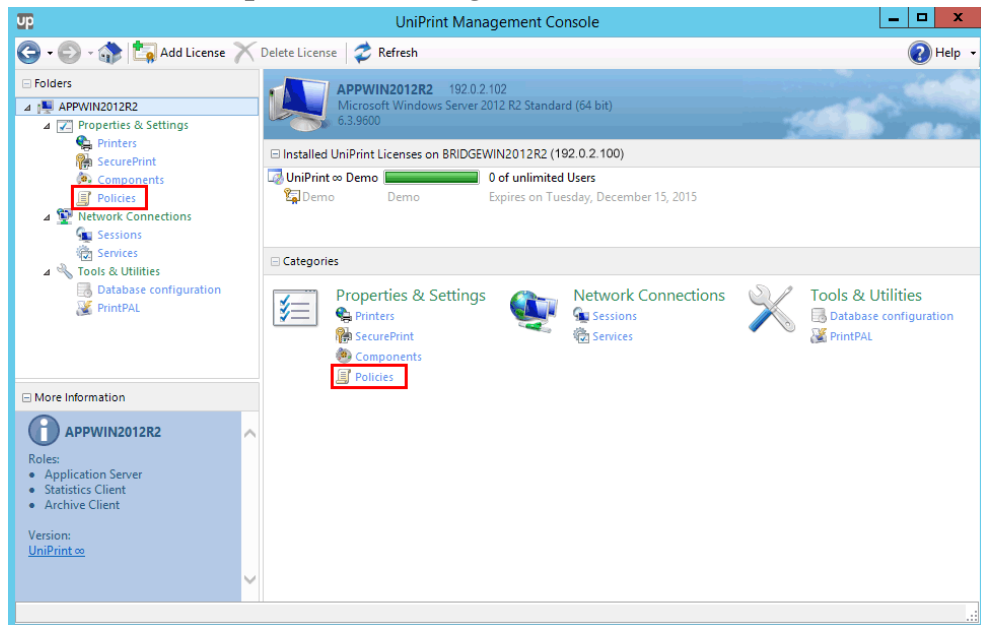 UP
UniPrint Management Console
Add License Delete License Refresh Help
Folders
APPWIN2012R2
Properties & Settings
Printers
SecurePrint
Components
Policies
Network Connections
Sessions
Services
Tools & Utilities
Database configuration
PrintPAL
More Information
APPWIN2012R2
Roles:
• Application Server
• Statistics Client
• Archive Client
Version:
UniPrint ∞
APPWIN2012R2 192.0.2.102
Microsoft Windows Server 2012 R2 Standard (64 bit)
6.3.9600
Installed UniPrint Licenses on BRIDGEWIN2012R2 (192.0.2.100)
UniPrint ∞ Demo 0 of unlimited Users
Demo Demo Expires on Tuesday, December 15, 2015
Categories
Properties & Settings
Printers
SecurePrint
Components
Policies
Network Connections
Sessions
Services
Tools & Utilities
Database configuration
PrintPAL